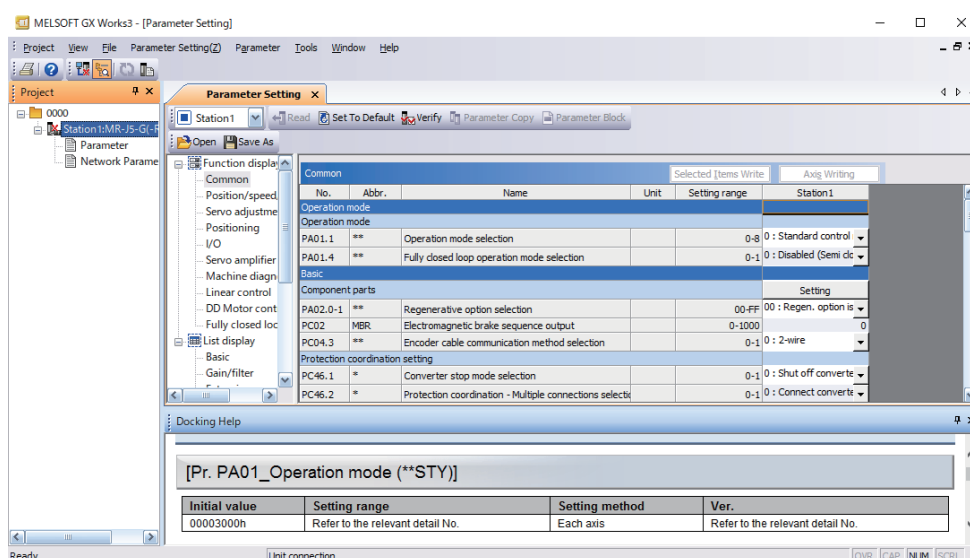 MELSOFT GX Works3 - [Parameter Setting]
Project View File Parameter Setting(Z) Parameter Tools Window Help
Project
Parameter Setting
0000
Station1:MR-J5-G(-R
Parameter
Network Parame
Station1 Read Set To Default Verify Parameter Copy Parameter Block
Open Save As
Function display
Common
Position/speed
Servo adjustme
Positioning
I/O
Servo amplifier
Machine diagn
Linear control
DD Motor cont
Fully closed loc
List display
Basic
Gain/filter
Common Selected Items Write Axis Writing
No. Abbr. Name Unit Setting range Station1
Operation mode
Operation mode
PA01.1 ** Operation mode selection 0-8 0 : Standard control
PA01.4 ** Fully closed loop operation mode selection 0-1 0 : Disabled (Semi clc
Basic
Component parts Setting
PA02.0-1 ** Regenerative option selection 00-FF 00 : Regen. option is
PC02 MBR Electromagnetic brake sequence output 0-1000 0
PC04.3 ** Encoder cable communication method selection 0-1 0 : 2-wire
Protection coordination setting
PC46.1 * Converter stop mode selection 0-1 0 : Shut off converte
PC46.2 * Protection coordination - Multiple connections selectic 0-1 0 : Connect converte
Docking Help
[Pr. PA01_Operation mode (**STY)]
Initial value Setting range Setting method Ver.
00003000h Refer to the relevant detail No. Each axis Refer to the relevant detail No.
Ready Unit connection OVR CAP NUM SCRL